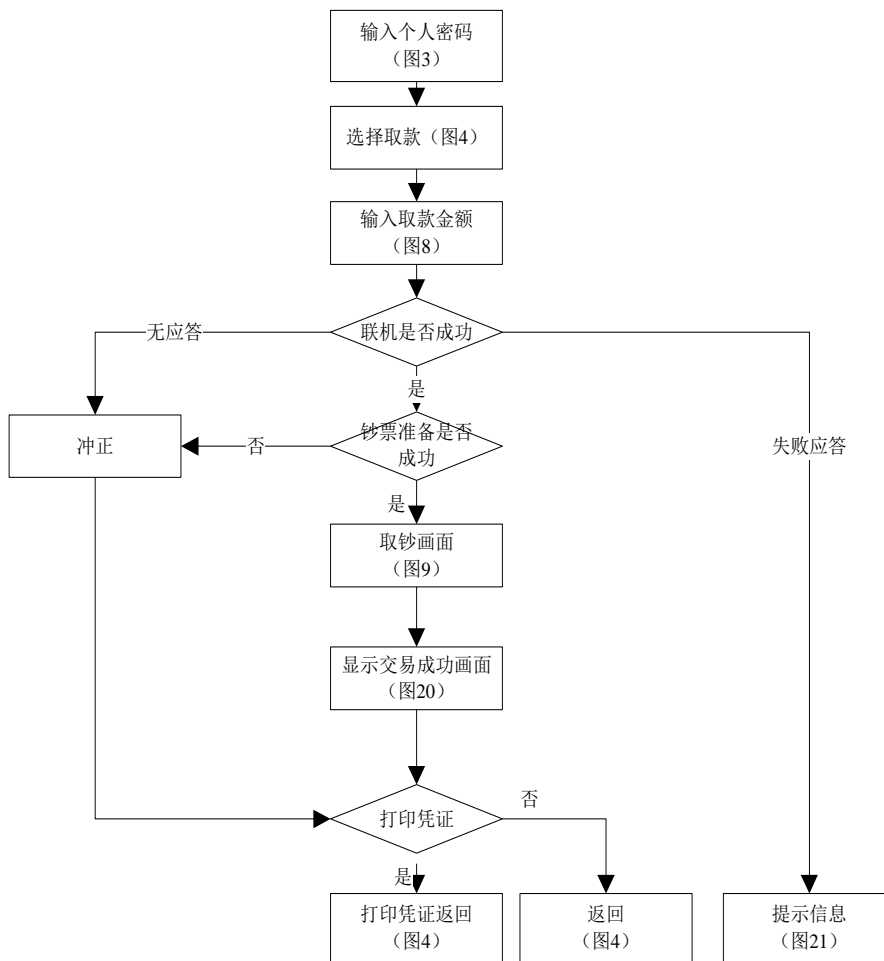 输入个人密码
（图3）
选择取款（图4）
输入取款金额
（图8）
联机是否成功
无应答
是
冲正
否
钞票准备是否
成功
失败应答
是
取钞画面
（图9）
显示交易成功画面
（图20）
打印凭证
否
是
打印凭证返回
（图4）
返回
（图4）
提示信息
（图21）